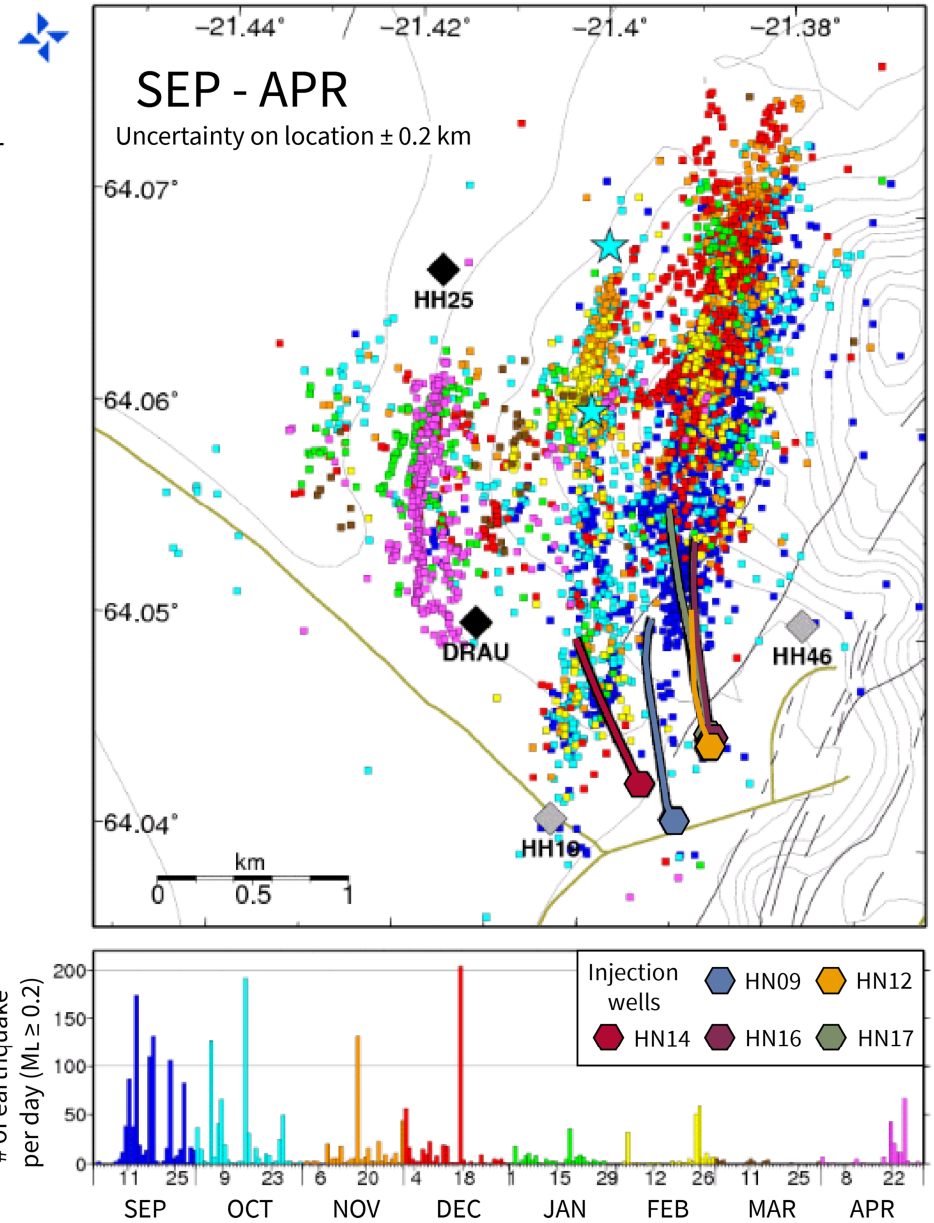 −21.44° −21.42° −21.4° −21.38°
SEP - APR
Uncertainty on location ± 0.2 km
64.07°
HH25
64.06°
64.05°
DRAU
HH46
64.04°
HH19
km
0 0.5 1
# of earthquake
per day (ML ≥ 0.2)
200
150
100
50
0
Injection
wells
HN09 HN12
HN14 HN16 HN17
11 25 9 23 6 20 4 18 1 15 29 12 26 11 25 8 22
SEP OCT NOV DEC JAN FEB MAR APR